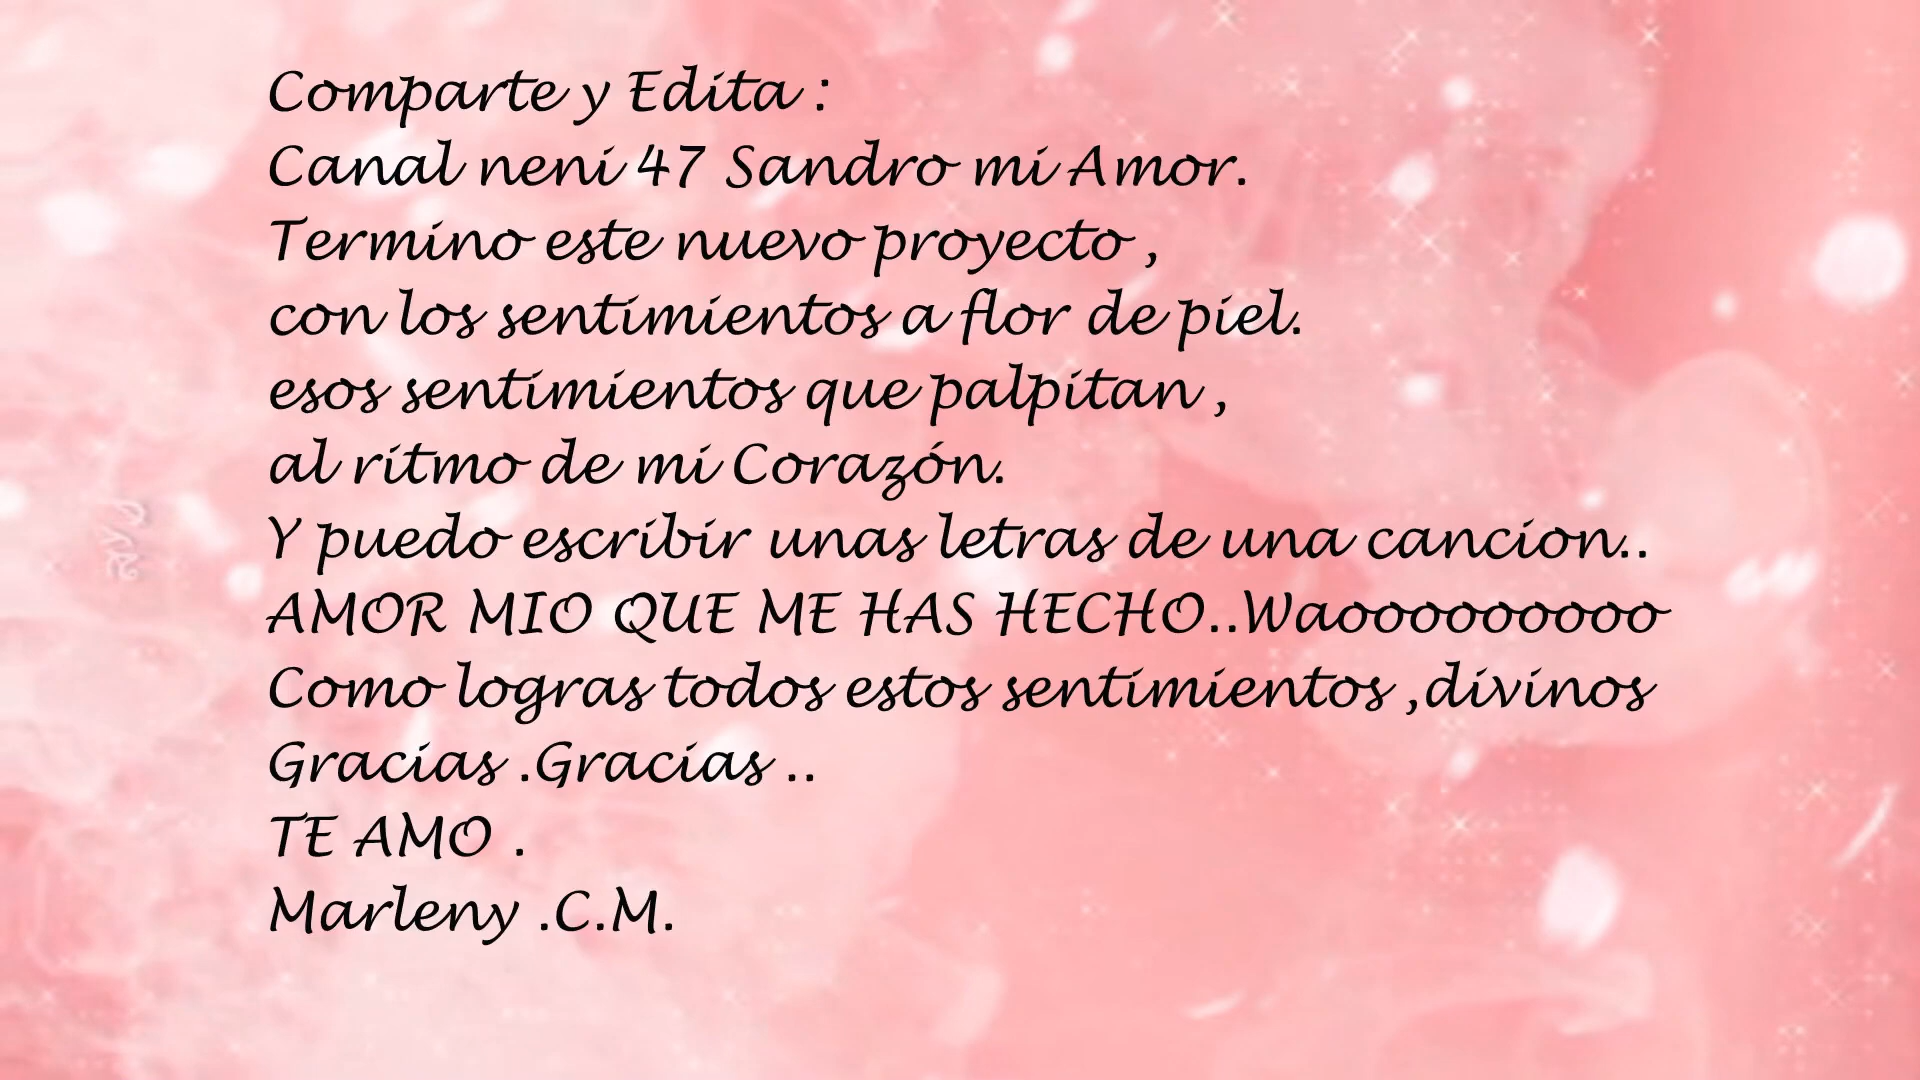 Comparte y Edita :
Canal neni 47 Sandro mi Amor.
Termino este nuevo proyecto ,
con los sentimientos a flor de piel.
esos sentimientos que palpitan ,
al ritmo de mi Corazón.
Y puedo escribir unas letras de una cancion..
AMOR MIO QUE ME HAS HECHO..Waooooooooo
Como logras todos estos sentimientos ,divinos
Gracias .Gracias ..
TE AMO .
Marleny .C.M.